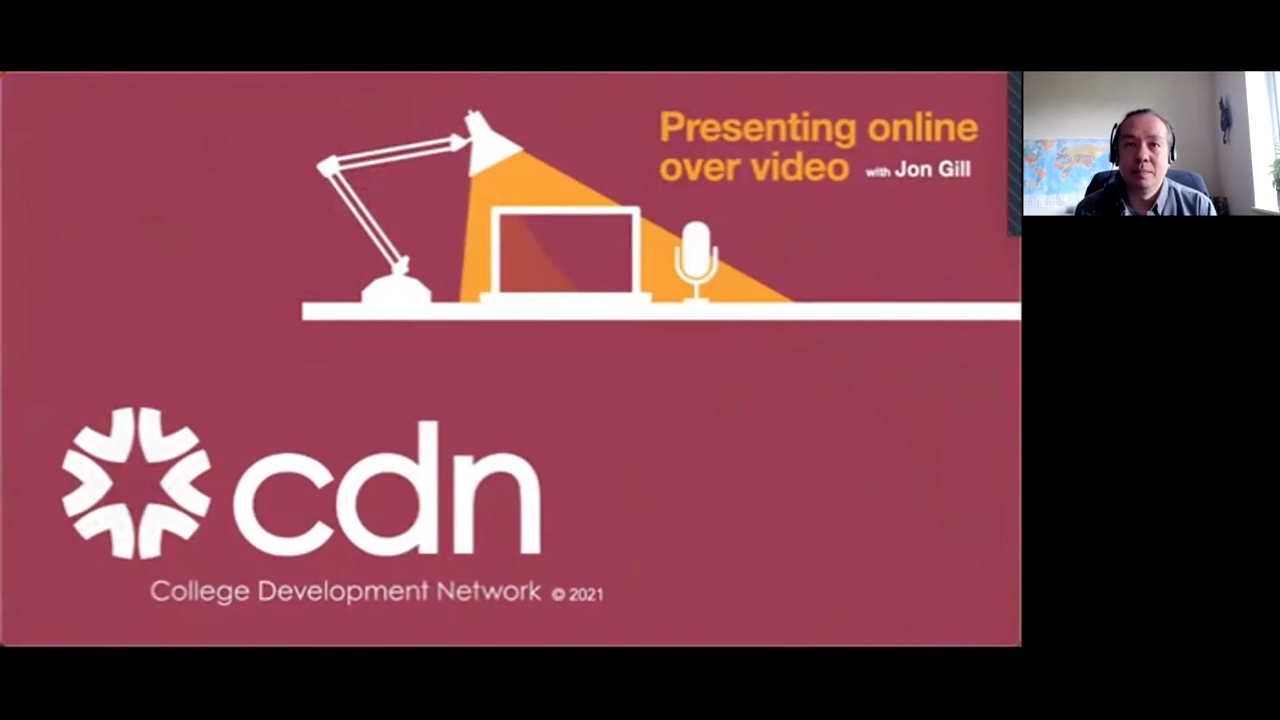 Presenting online
over video with Jon Gill
cdn
College Development Network © 2021